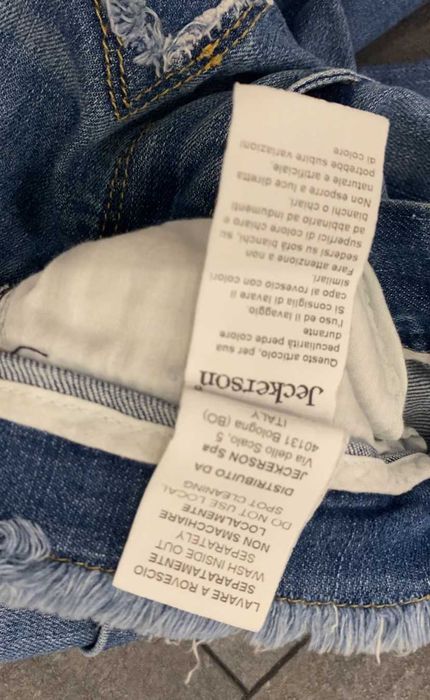 LAVARE A ROVESCIO
SEPARATAMENTE
WASH INSIDE OUT
SEPARATELY
NON SMACCHIARE
LOCALMENTE
DO NOT USE LOCAL
SPOT CLEANING
DISTRIBUITO DA
JECKERSON Spa
Via dello Scalo, 5
40131 Bologna (BO)
ITALY
Jeckerson
Questo articolo, per sua
peculiarità perde colore
durante
l'uso ed il lavaggio.
Si consiglia di lavare il
capo al rovescio con colori
similari.
Fare attenzione a non
sedersi su sofa bianchi, su
superfici di colore chiaro e
ad abbinarlo ad indumenti
bianchi o chiari.
Non esporre a luce diretta
naturale e artificiale,
potrebbe subire variazioni
di colore